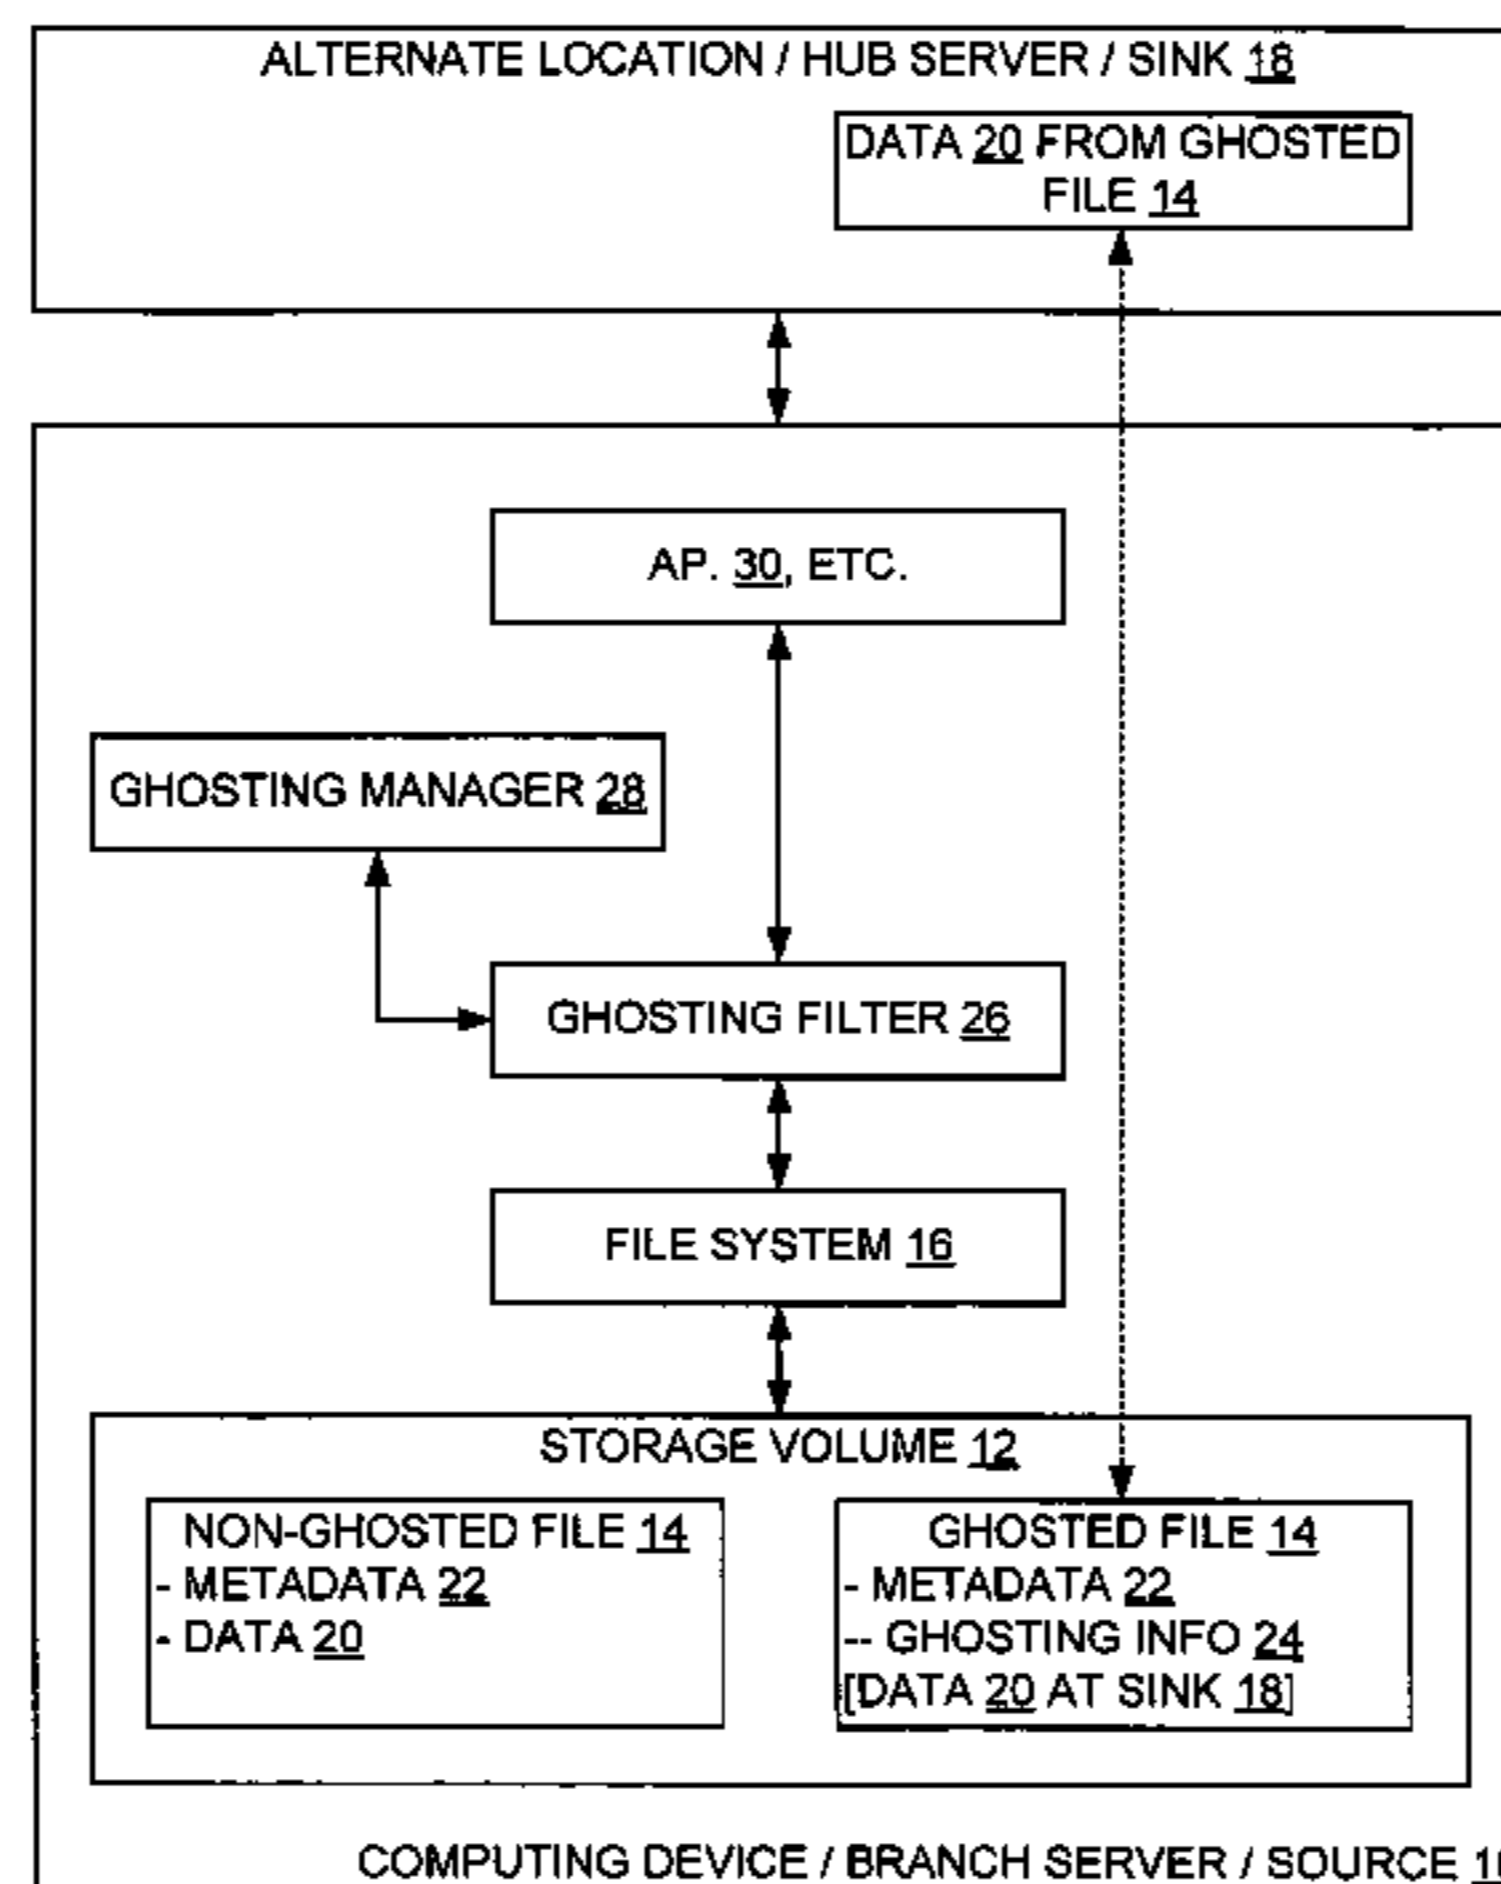 ALTERNATE LOCATION / HUB SERVER / SINK 18
DATA 20 FROM GHOSTED
FILE 14
AP. 30, ETC.
GHOSTING MANAGER 28
GHOSTING FILTER 26
FILE SYSTEM 16
STORAGE VOLUME 12
NON-GHOSTED FILE 14
- METADATA 22
- DATA 20
GHOSTED FILE 14
- METADATA 22
-- GHOSTING INFO 24
[DATA 20 AT SINK 18]
COMPUTING DEVICE / BRANCH SERVER / SOURCE